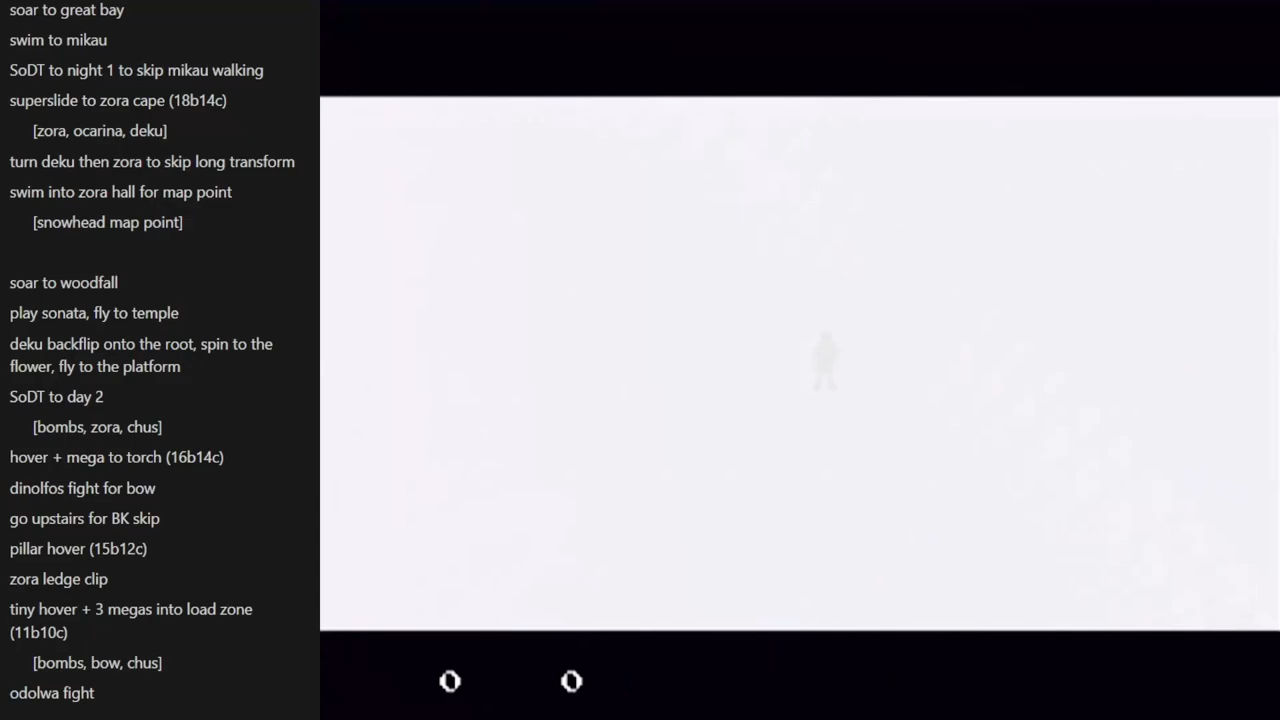 soar to great bay
swim to mikau
SoDT to night 1 to skip mikau walking
superslide to zora cape (18b14c)
[zora, ocarina, deku]
turn deku then zora to skip long transform
swim into zora hall for map point
[snowhead map point]
soar to woodfall
play sonata, fly to temple
deku backflip onto the root, spin to the
flower, fly to the platform
SoDT to day 2
[bombs, zora, chus]
hover + mega to torch (16b14c)
dinolfos fight for bow
go upstairs for BK skip
pillar hover (15b12c)
zora ledge clip
tiny hover + 3 megas into load zone
(11b10c)
[bombs, bow, chus]
odolwa fight
0 0